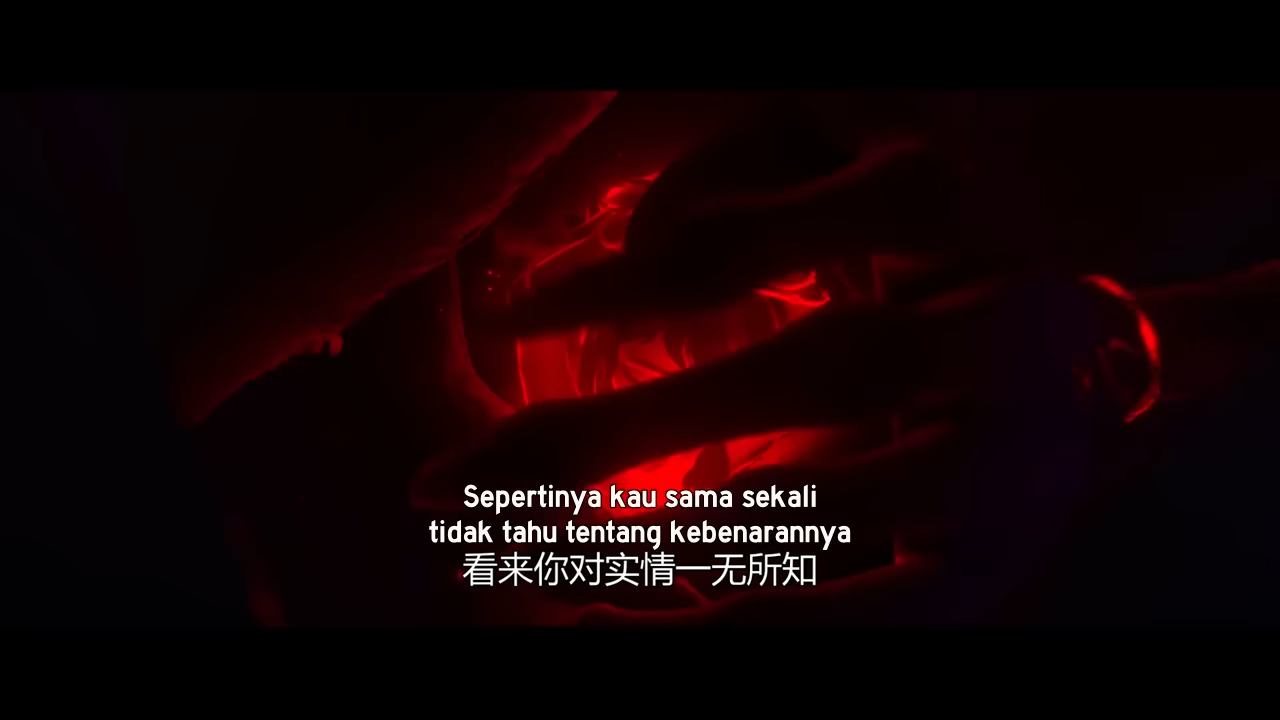 Sepertinya kau sama sekali
tidak tahu tentang kebenarannya
看来你对实情一无所知